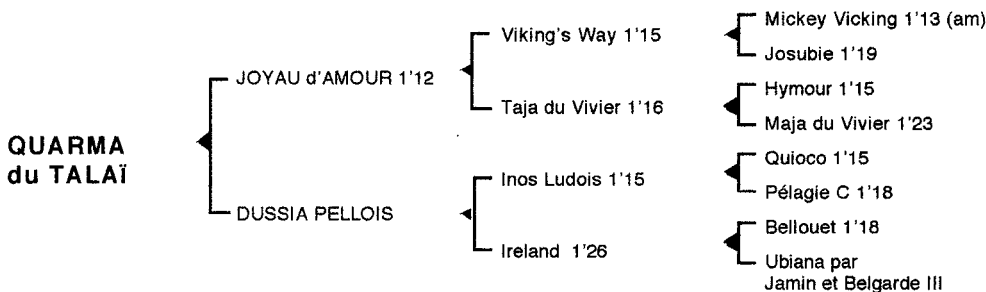 Mickey Vicking 1'13 (am)
Viking's Way 1'15
Josubie 1'19
JOYAU d'AMOUR 1'12
Hymour 1'15
Taja du Vivier 1'16
Maja du Vivier 1'23
QUARMA
du TALAÏ
Quioco 1'15
Inos Ludois 1'15
Pélagie C 1'18
DUSSIA PELLOIS
Bellouet 1'18
Ireland 1'26
Ubiana par
Jamin et Belgarde III